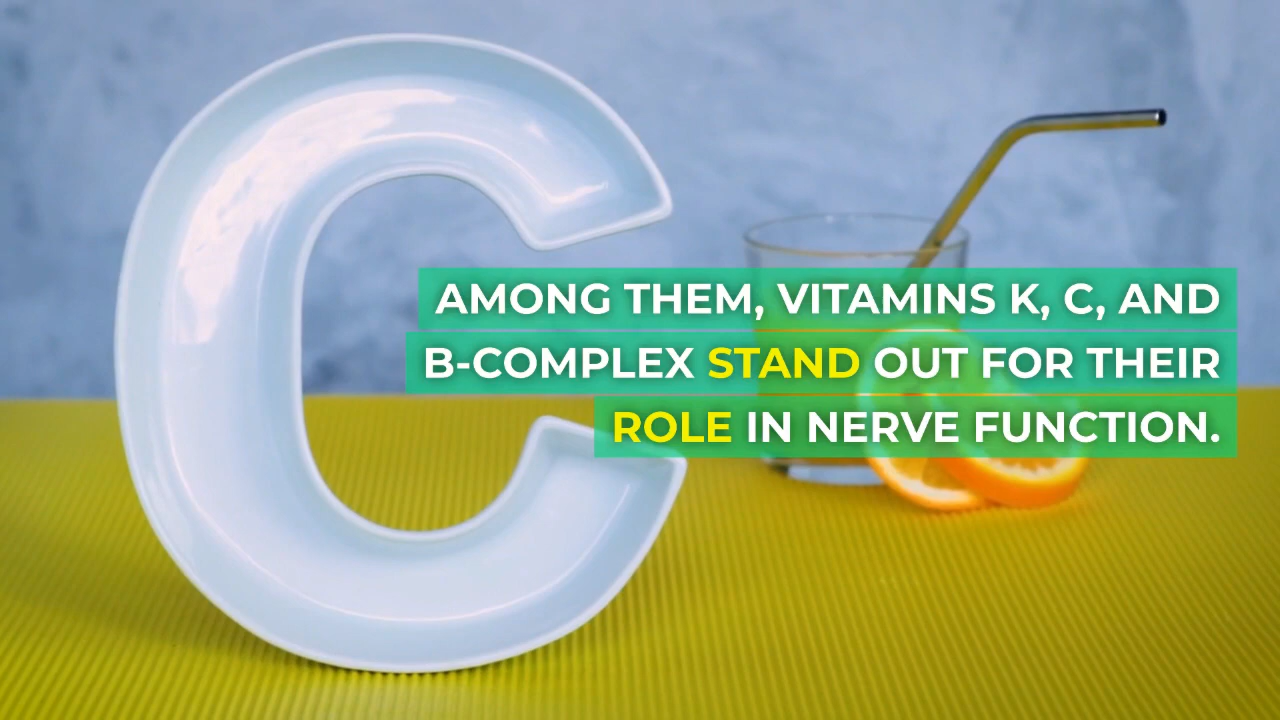 C
AMONG THEM, VITAMINS K, C, AND
B-COMPLEX STAND OUT FOR THEIR
ROLE IN NERVE FUNCTION.